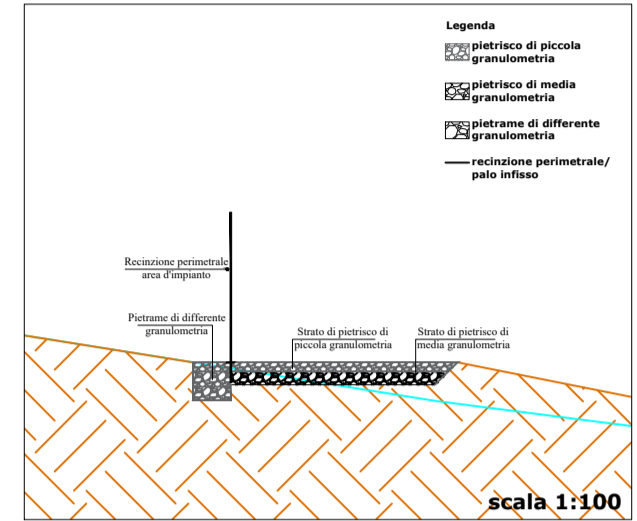 Legenda
pietrisco di piccola
granulometria
pietrisco di media
granulometria
pietrame di differente
granulometria
recinzione perimetrale/
palo infisso
Recinzione perimetrale
area d'impianto
Pietrame di differente
granulometria
Strato di pietrisco di
piccola granulometria
Strato di pietrisco di
media granulometria
scala 1:100